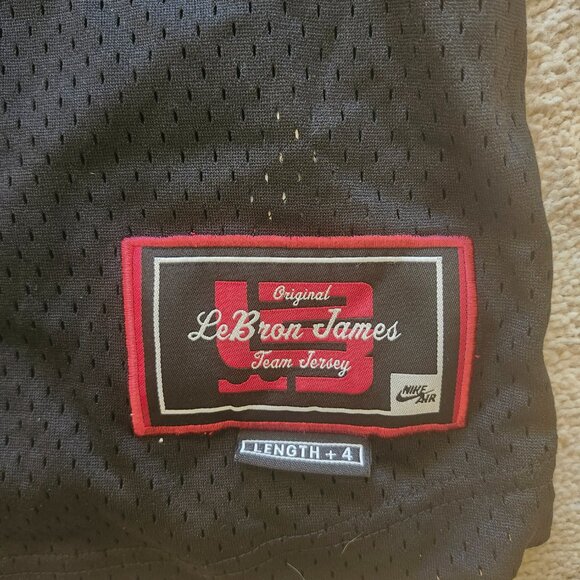 Original
LeBron James
Team Jersey
NIKE
AIR
LENGTH + 4